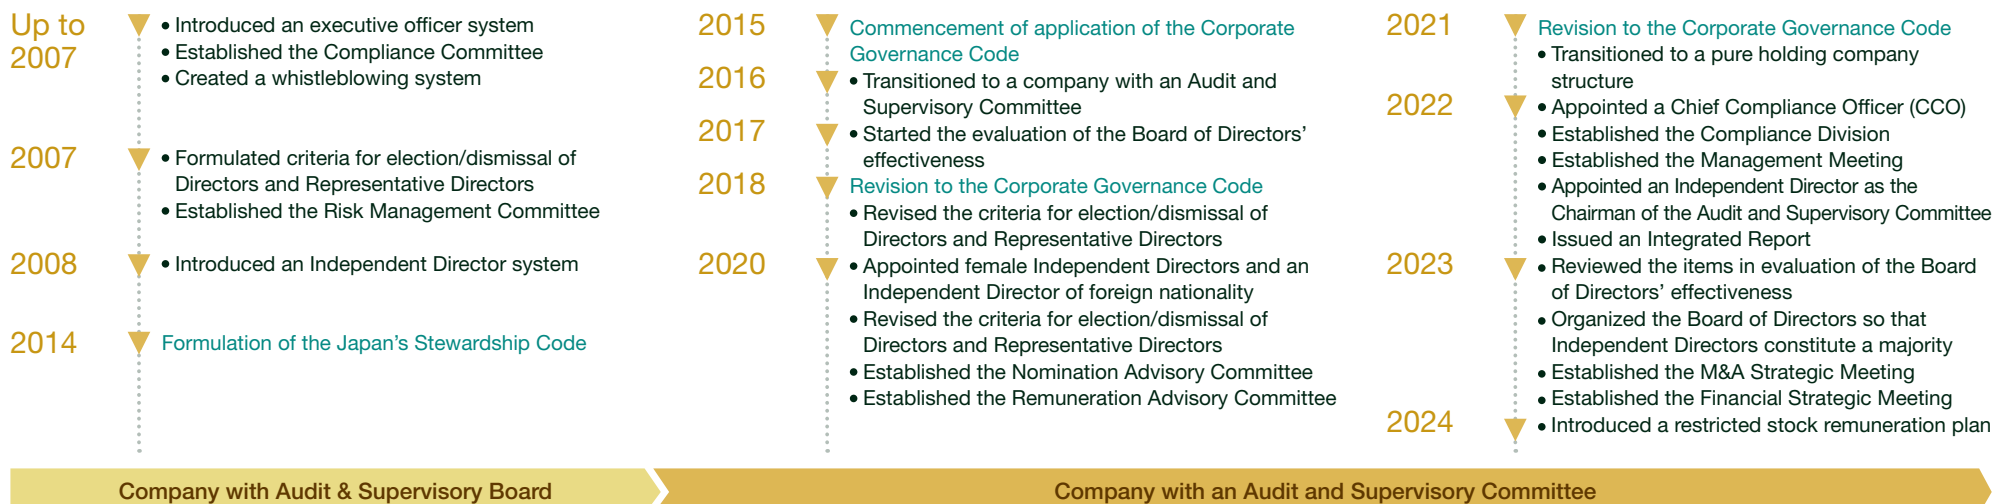 Up to
2007
• Introduced an executive officer system
• Established the Compliance Committee
• Created a whistleblowing system
2007
• Formulated criteria for election/dismissal of
Directors and Representative Directors
• Established the Risk Management Committee
2008
• Introduced an Independent Director system
2014
Formulation of the Japan's Stewardship Code
2015
Commencement of application of the Corporate
Governance Code
2016
• Transitioned to a company with an Audit and
Supervisory Committee
2017
• Started the evaluation of the Board of Directors'
effectiveness
2018
Revision to the Corporate Governance Code
• Revised the criteria for election/dismissal of
Directors and Representative Directors
2020
• Appointed female Independent Directors and an
Independent Director of foreign nationality
• Revised the criteria for election/dismissal of
Directors and Representative Directors
• Established the Nomination Advisory Committee
• Established the Remuneration Advisory Committee
2021
Revision to the Corporate Governance Code
• Transitioned to a pure holding company
structure
2022
• Appointed a Chief Compliance Officer (CCO)
• Established the Compliance Division
• Established the Management Meeting
• Appointed an Independent Director as the
Chairman of the Audit and Supervisory Committee
• Issued an Integrated Report
2023
• Reviewed the items in evaluation of the Board
of Directors' effectiveness
• Organized the Board of Directors so that
Independent Directors constitute a majority
• Established the M&A Strategic Meeting
• Established the Financial Strategic Meeting
2024
• Introduced a restricted stock remuneration plan
Company with Audit & Supervisory Board
Company with an Audit and Supervisory Committee